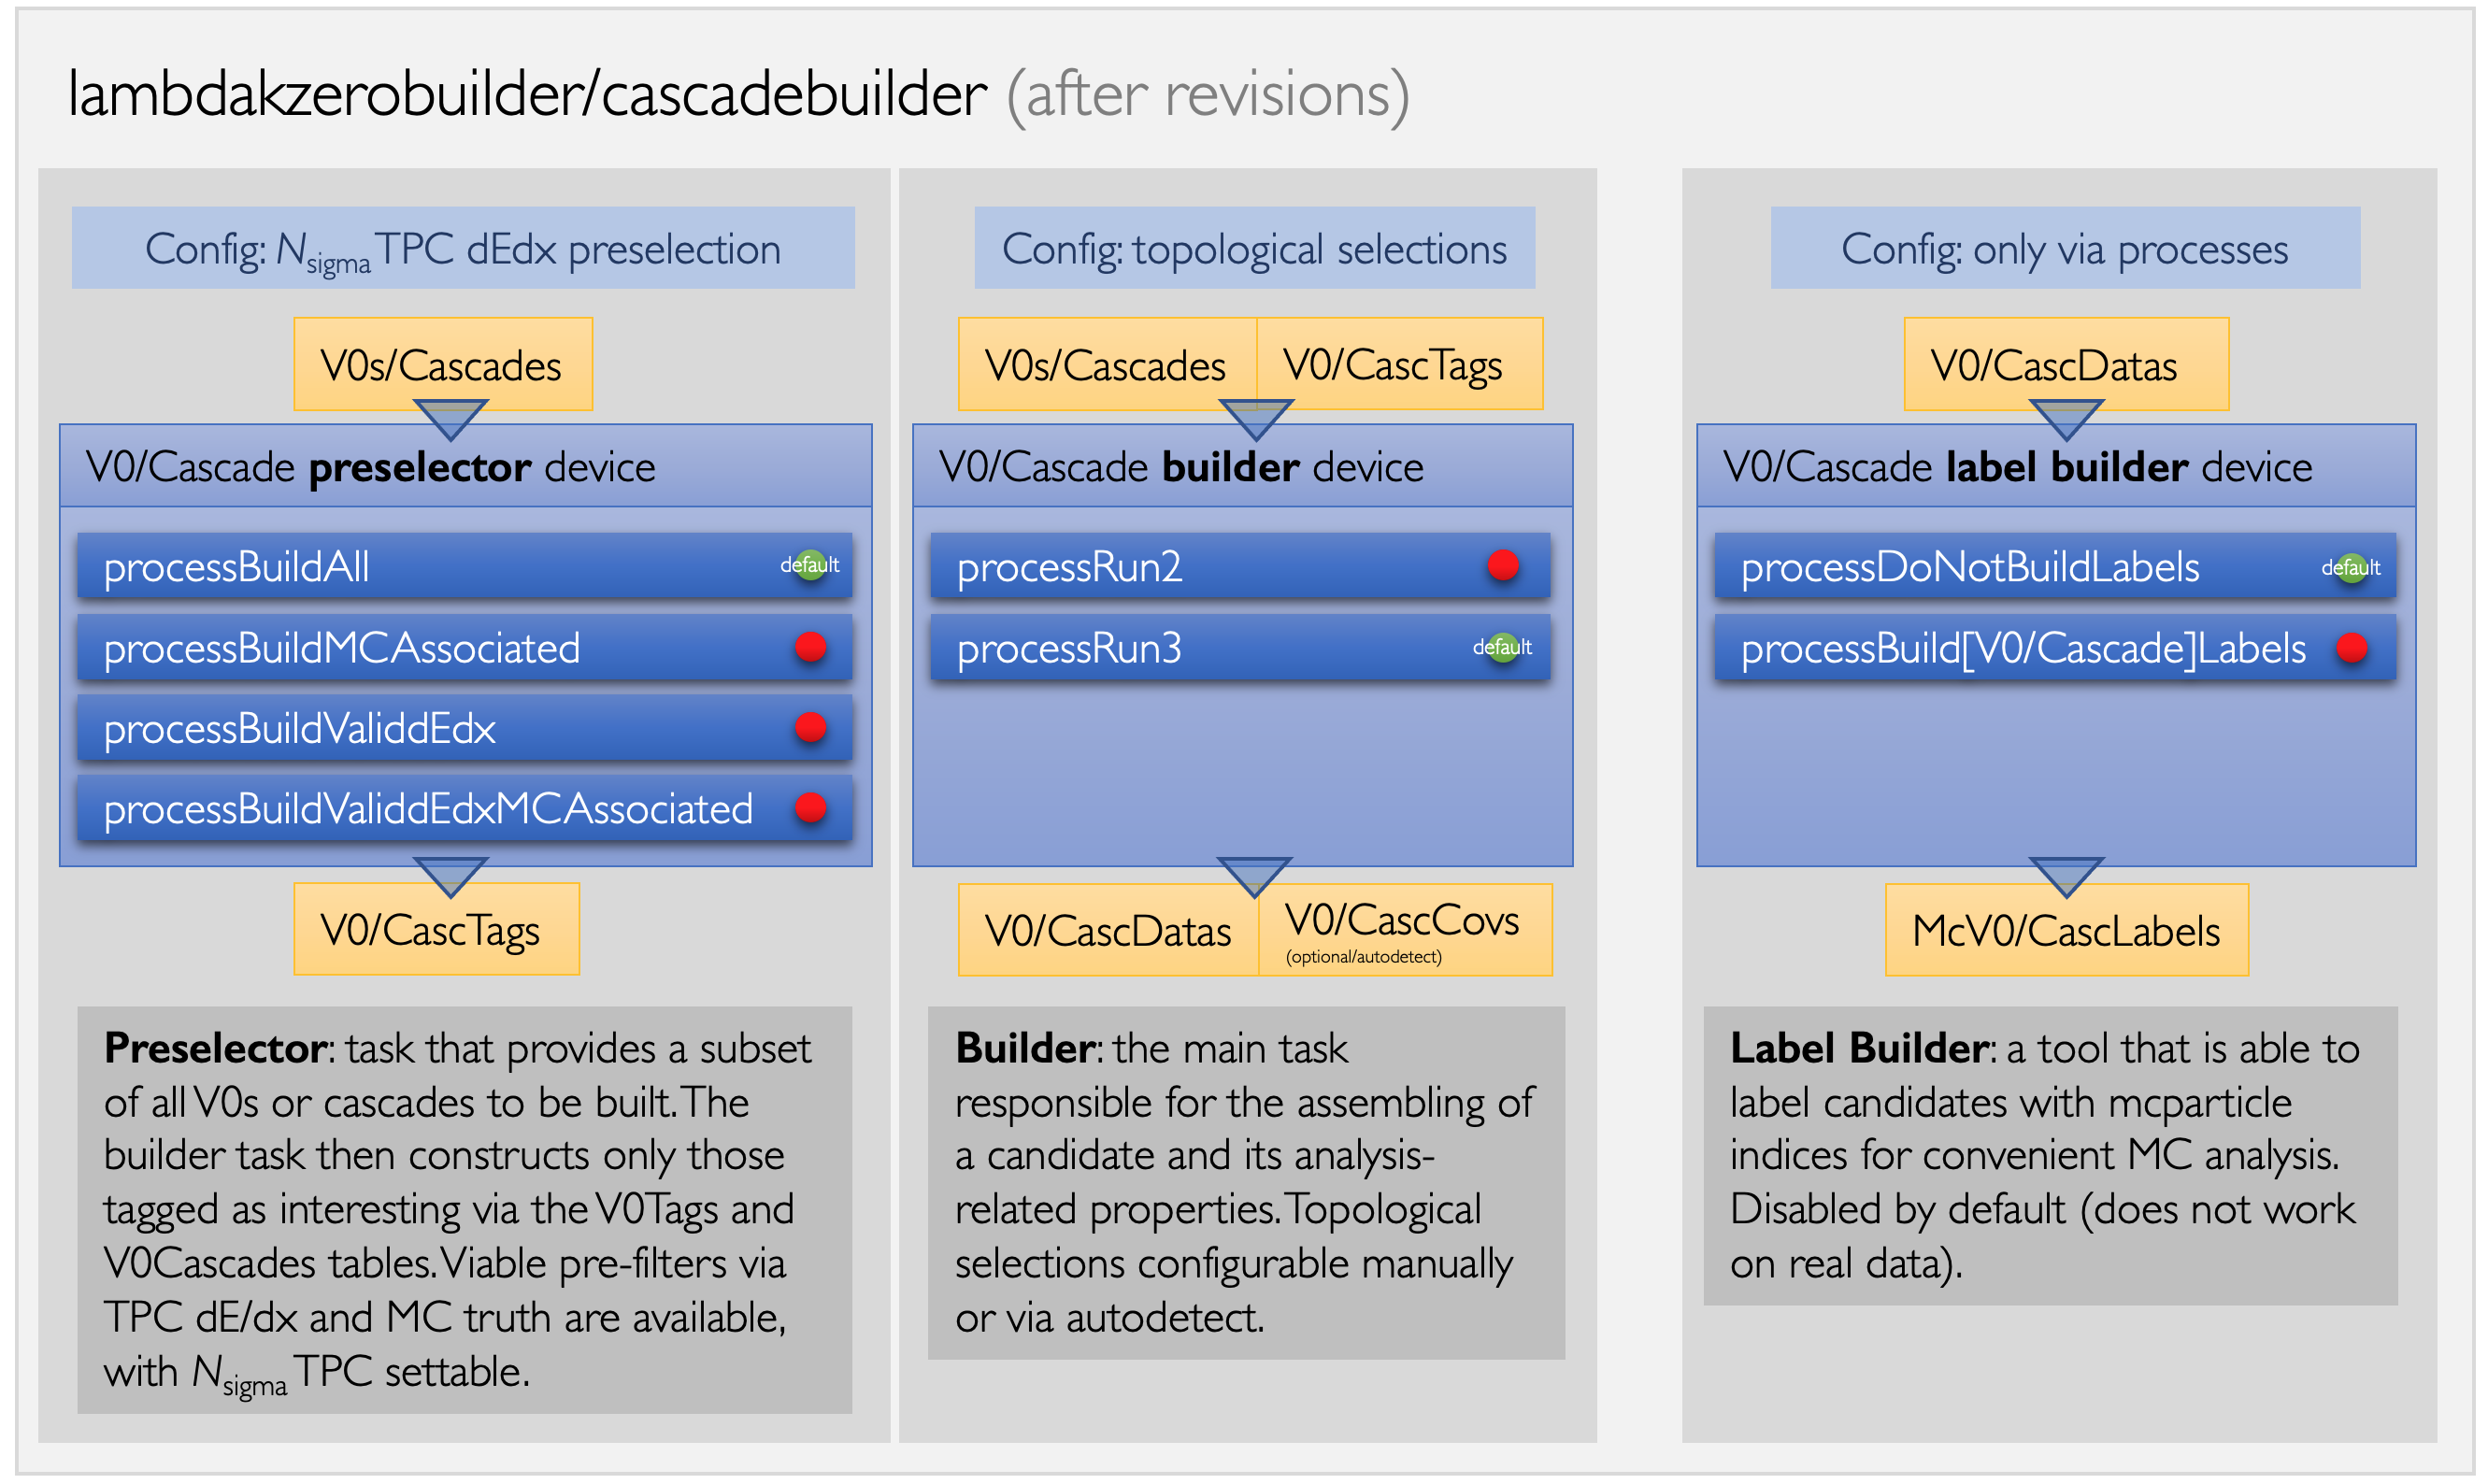 lambdakzerobuilder/cascadebuilder (after revisions)
Config: Nsigma TPC dEdx preselection
V0s/Cascades
V0/Cascade preselector device
processBuildAll default
processBuildMCAssociated
processBuildValiddEdx
processBuildValiddEdxMCAssociated
V0/CascTags
Preselector: task that provides a subset
of all V0s or cascades to be built. The
builder task then constructs only those
tagged as interesting via the V0Tags and
V0Cascades tables. Viable pre-filters via
TPC dE/dx and MC truth are available,
with Nsigma TPC settable.
Config: topological selections
V0s/Cascades V0/CascTags
V0/Cascade builder device
processRun2
processRun3 default
V0/CascDatas V0/CascCovs
(optional/autodetect)
Builder: the main task
responsible for the assembling of
a candidate and its analysis-
related properties. Topological
selections configurable manually
or via autodetect.
Config: only via processes
V0/CascDatas
V0/Cascade label builder device
processDoNotBuildLabels default
processBuild[V0/Cascade]Labels
McV0/CascLabels
Label Builder: a tool that is able to
label candidates with mcparticle
indices for convenient MC analysis.
Disabled by default (does not work
on real data).